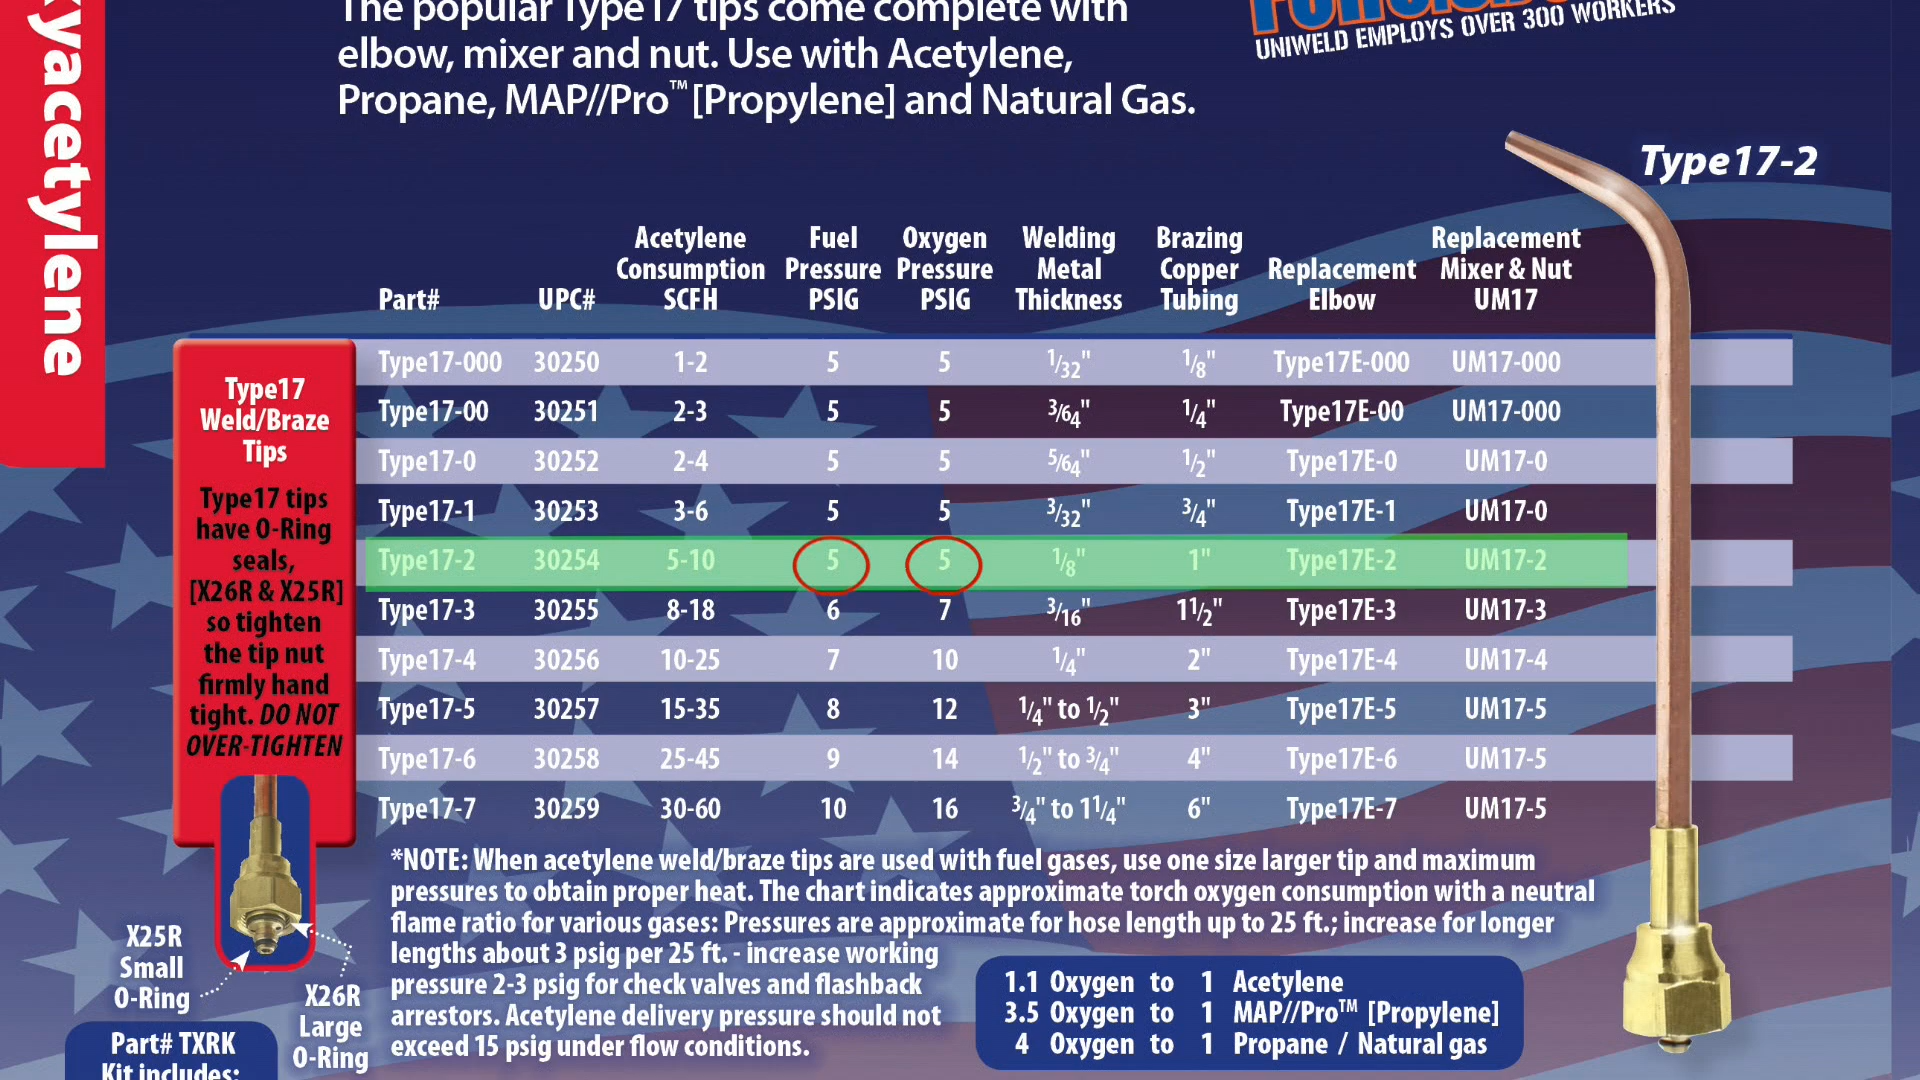 xyacetylene
The popular Type17 tips come complete with
elbow, mixer and nut. Use with Acetylene,
Propane, MAP//Pro™ [Propylene] and Natural Gas.
UNIWELD EMPLOYS OVER 300 WORKERS
Type17-2
Part# UPC# Acetylene Consumption SCFH Fuel Pressure PSIG Oxygen Pressure PSIG Welding Metal Thickness Brazing Copper Tubing Replacement Elbow Replacement Mixer & Nut UM17
Type17-000 30250 1-2 5 5 1/32" 1/8" Type17E-000 UM17-000
Type17-00 30251 2-3 5 5 3/64" 1/4" Type17E-00 UM17-000
Type17-0 30252 2-4 5 5 5/64" 1/2" Type17E-0 UM17-0
Type17-1 30253 3-6 5 5 3/32" 3/4" Type17E-1 UM17-0
Type17-2 30254 5-10 5 5 1/8" 1" Type17E-2 UM17-2
Type17-3 30255 8-18 6 7 3/16" 1 1/2" Type17E-3 UM17-3
Type17-4 30256 10-25 7 10 1/4" 2" Type17E-4 UM17-4
Type17-5 30257 15-35 8 12 1/4" to 1/2" 3" Type17E-5 UM17-5
Type17-6 30258 25-45 9 14 1/2" to 3/4" 4" Type17E-6 UM17-5
Type17-7 30259 30-60 10 16 3/4" to 1 1/4" 6" Type17E-7 UM17-5
Type17
Weld/Braze
Tips
Type17 tips
have O-Ring
seals,
[X26R & X25R]
so tighten
the tip nut
firmly hand
tight. DO NOT
OVER-TIGHTEN
X25R
Small
O-Ring
X26R
Large
O-Ring
Part# TXRK
Kit includes:
*NOTE: When acetylene weld/braze tips are used with fuel gases, use one size larger tip and maximum
pressures to obtain proper heat. The chart indicates approximate torch oxygen consumption with a neutral
flame ratio for various gases: Pressures are approximate for hose length up to 25 ft.; increase for longer
lengths about 3 psig per 25 ft. - increase working
pressure 2-3 psig for check valves and flashback
arrestors. Acetylene delivery pressure should not
exceed 15 psig under flow conditions.
1.1 Oxygen to 1 Acetylene
3.5 Oxygen to 1 MAP//Pro™ [Propylene]
4 Oxygen to 1 Propane / Natural gas